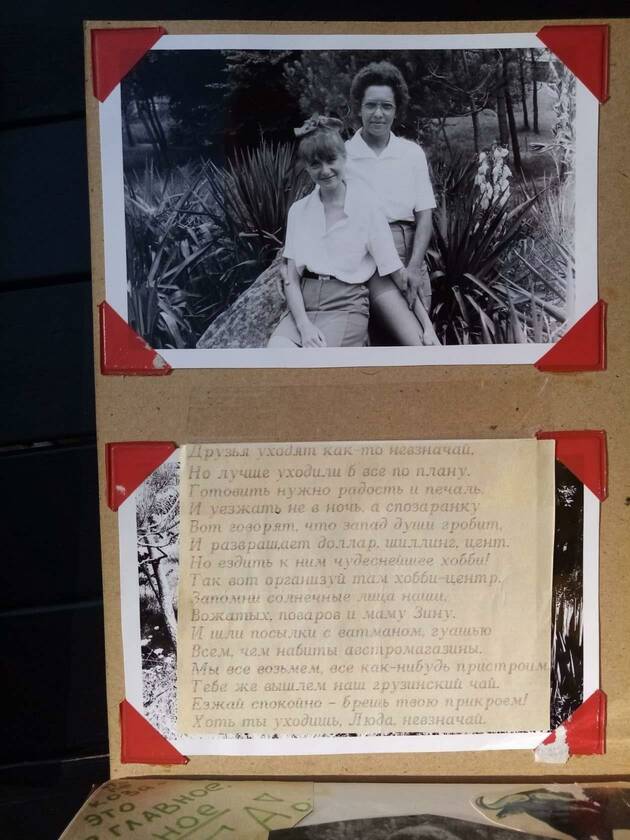 Друзья уходят как-то невзначай,
Но лучше уходили б все по плану.
Готовить нужно радость и печаль.
И уезжать не в ночь, а спозаранку
Вот говорят, что запад души гробит,
И развращает доллар, шиллинг, цент.
Но ездить к ним чудеснейшее хобби!
Так вот организуй там хобби-центр.
Запомни солнечные лица наши,
Вожатых, поваров и маму Зину.
И шли посылки с ватманом, гуашью
Всем, чем набиты австромагазины.
Мы все возьмем, все как-нибудь пристроим
Тебе же вышлем наш грузинский чай.
Езжай спокойно - брешь твою прикроем!
Хоть ты уходишь, Люда, невзначай.
это
главное